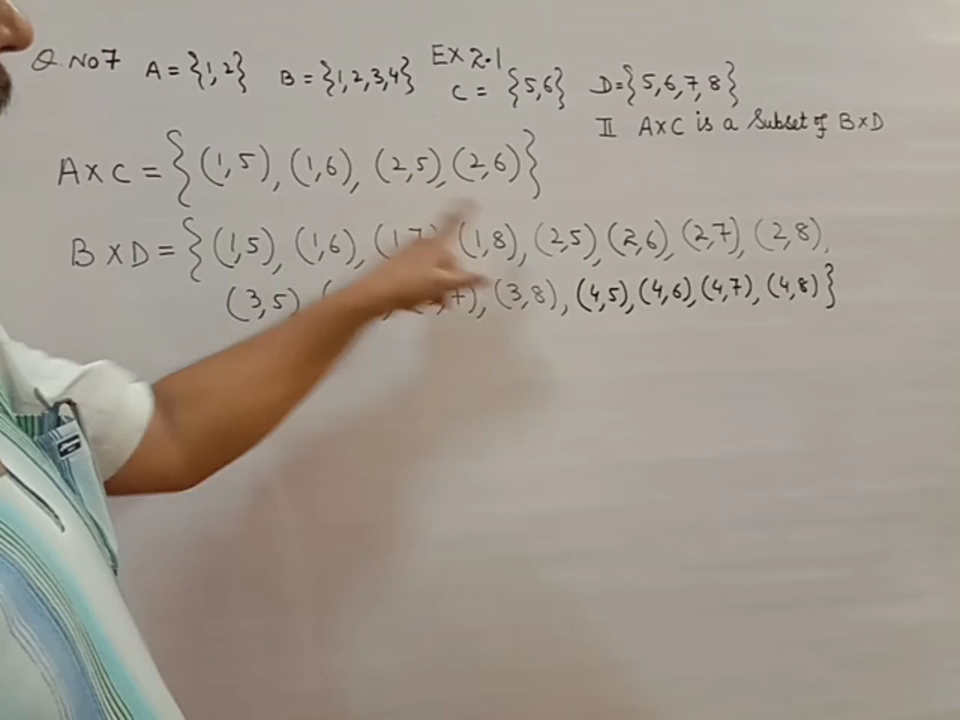 Q.No7 A = {1,2} B = {1,2,3,4} EX 2.1 C = {5,6} D={5,6,7,8}
II A×C is a Subset of B×D
A×C = {(1,5), (1,6), (2,5), (2,6)}
B×D = {(1,5), (1,6), (1,7), (1,8), (2,5), (2,6), (2,7), (2,8),
(3,5) ,7), (3,8), (4,5), (4,6), (4,7), (4,8)}